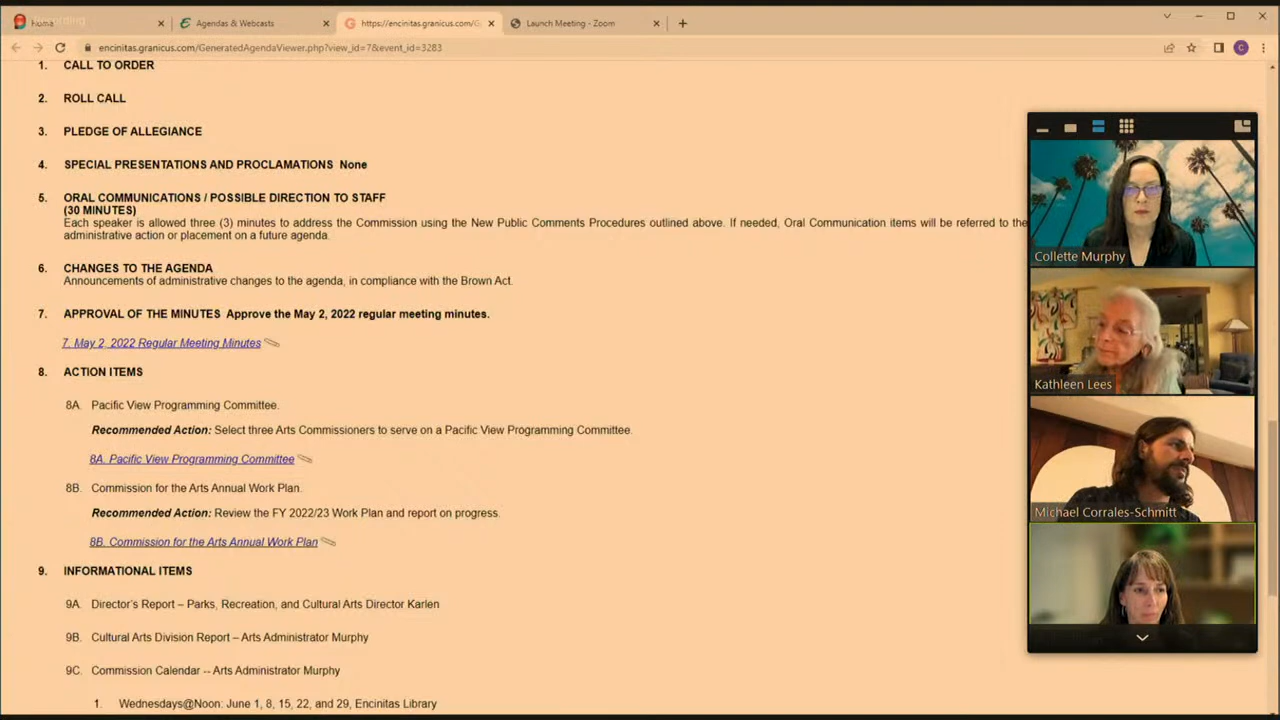 Home
Agendas & Webcasts
https://encinitas.granicus.com/G
Launch Meeting - Zoom
encinitas.granicus.com/GeneratedAgendaViewer.php?view_id=7&event_id=3283
1. CALL TO ORDER
2. ROLL CALL
3. PLEDGE OF ALLEGIANCE
4. SPECIAL PRESENTATIONS AND PROCLAMATIONS None
5. ORAL COMMUNICATIONS / POSSIBLE DIRECTION TO STAFF
(30 MINUTES)
Each speaker is allowed three (3) minutes to address the Commission using the New Public Comments Procedures outlined above. If needed, Oral Communication items will be referred to the
administrative action or placement on a future agenda.
6. CHANGES TO THE AGENDA
Announcements of administrative changes to the agenda, in compliance with the Brown Act.
7. APPROVAL OF THE MINUTES Approve the May 2, 2022 regular meeting minutes.
7. May 2, 2022 Regular Meeting Minutes
8. ACTION ITEMS
8A. Pacific View Programming Committee.
Recommended Action: Select three Arts Commissioners to serve on a Pacific View Programming Committee.
8A. Pacific View Programming Committee
8B. Commission for the Arts Annual Work Plan.
Recommended Action: Review the FY 2022/23 Work Plan and report on progress.
8B. Commission for the Arts Annual Work Plan
9. INFORMATIONAL ITEMS
9A. Director's Report – Parks, Recreation, and Cultural Arts Director Karlen
9B. Cultural Arts Division Report – Arts Administrator Murphy
9C. Commission Calendar -- Arts Administrator Murphy
1. Wednesdays@Noon: June 1, 8, 15, 22, and 29, Encinitas Library
C
Collette Murphy
Kathleen Lees
Michael Corrales-Schmitt